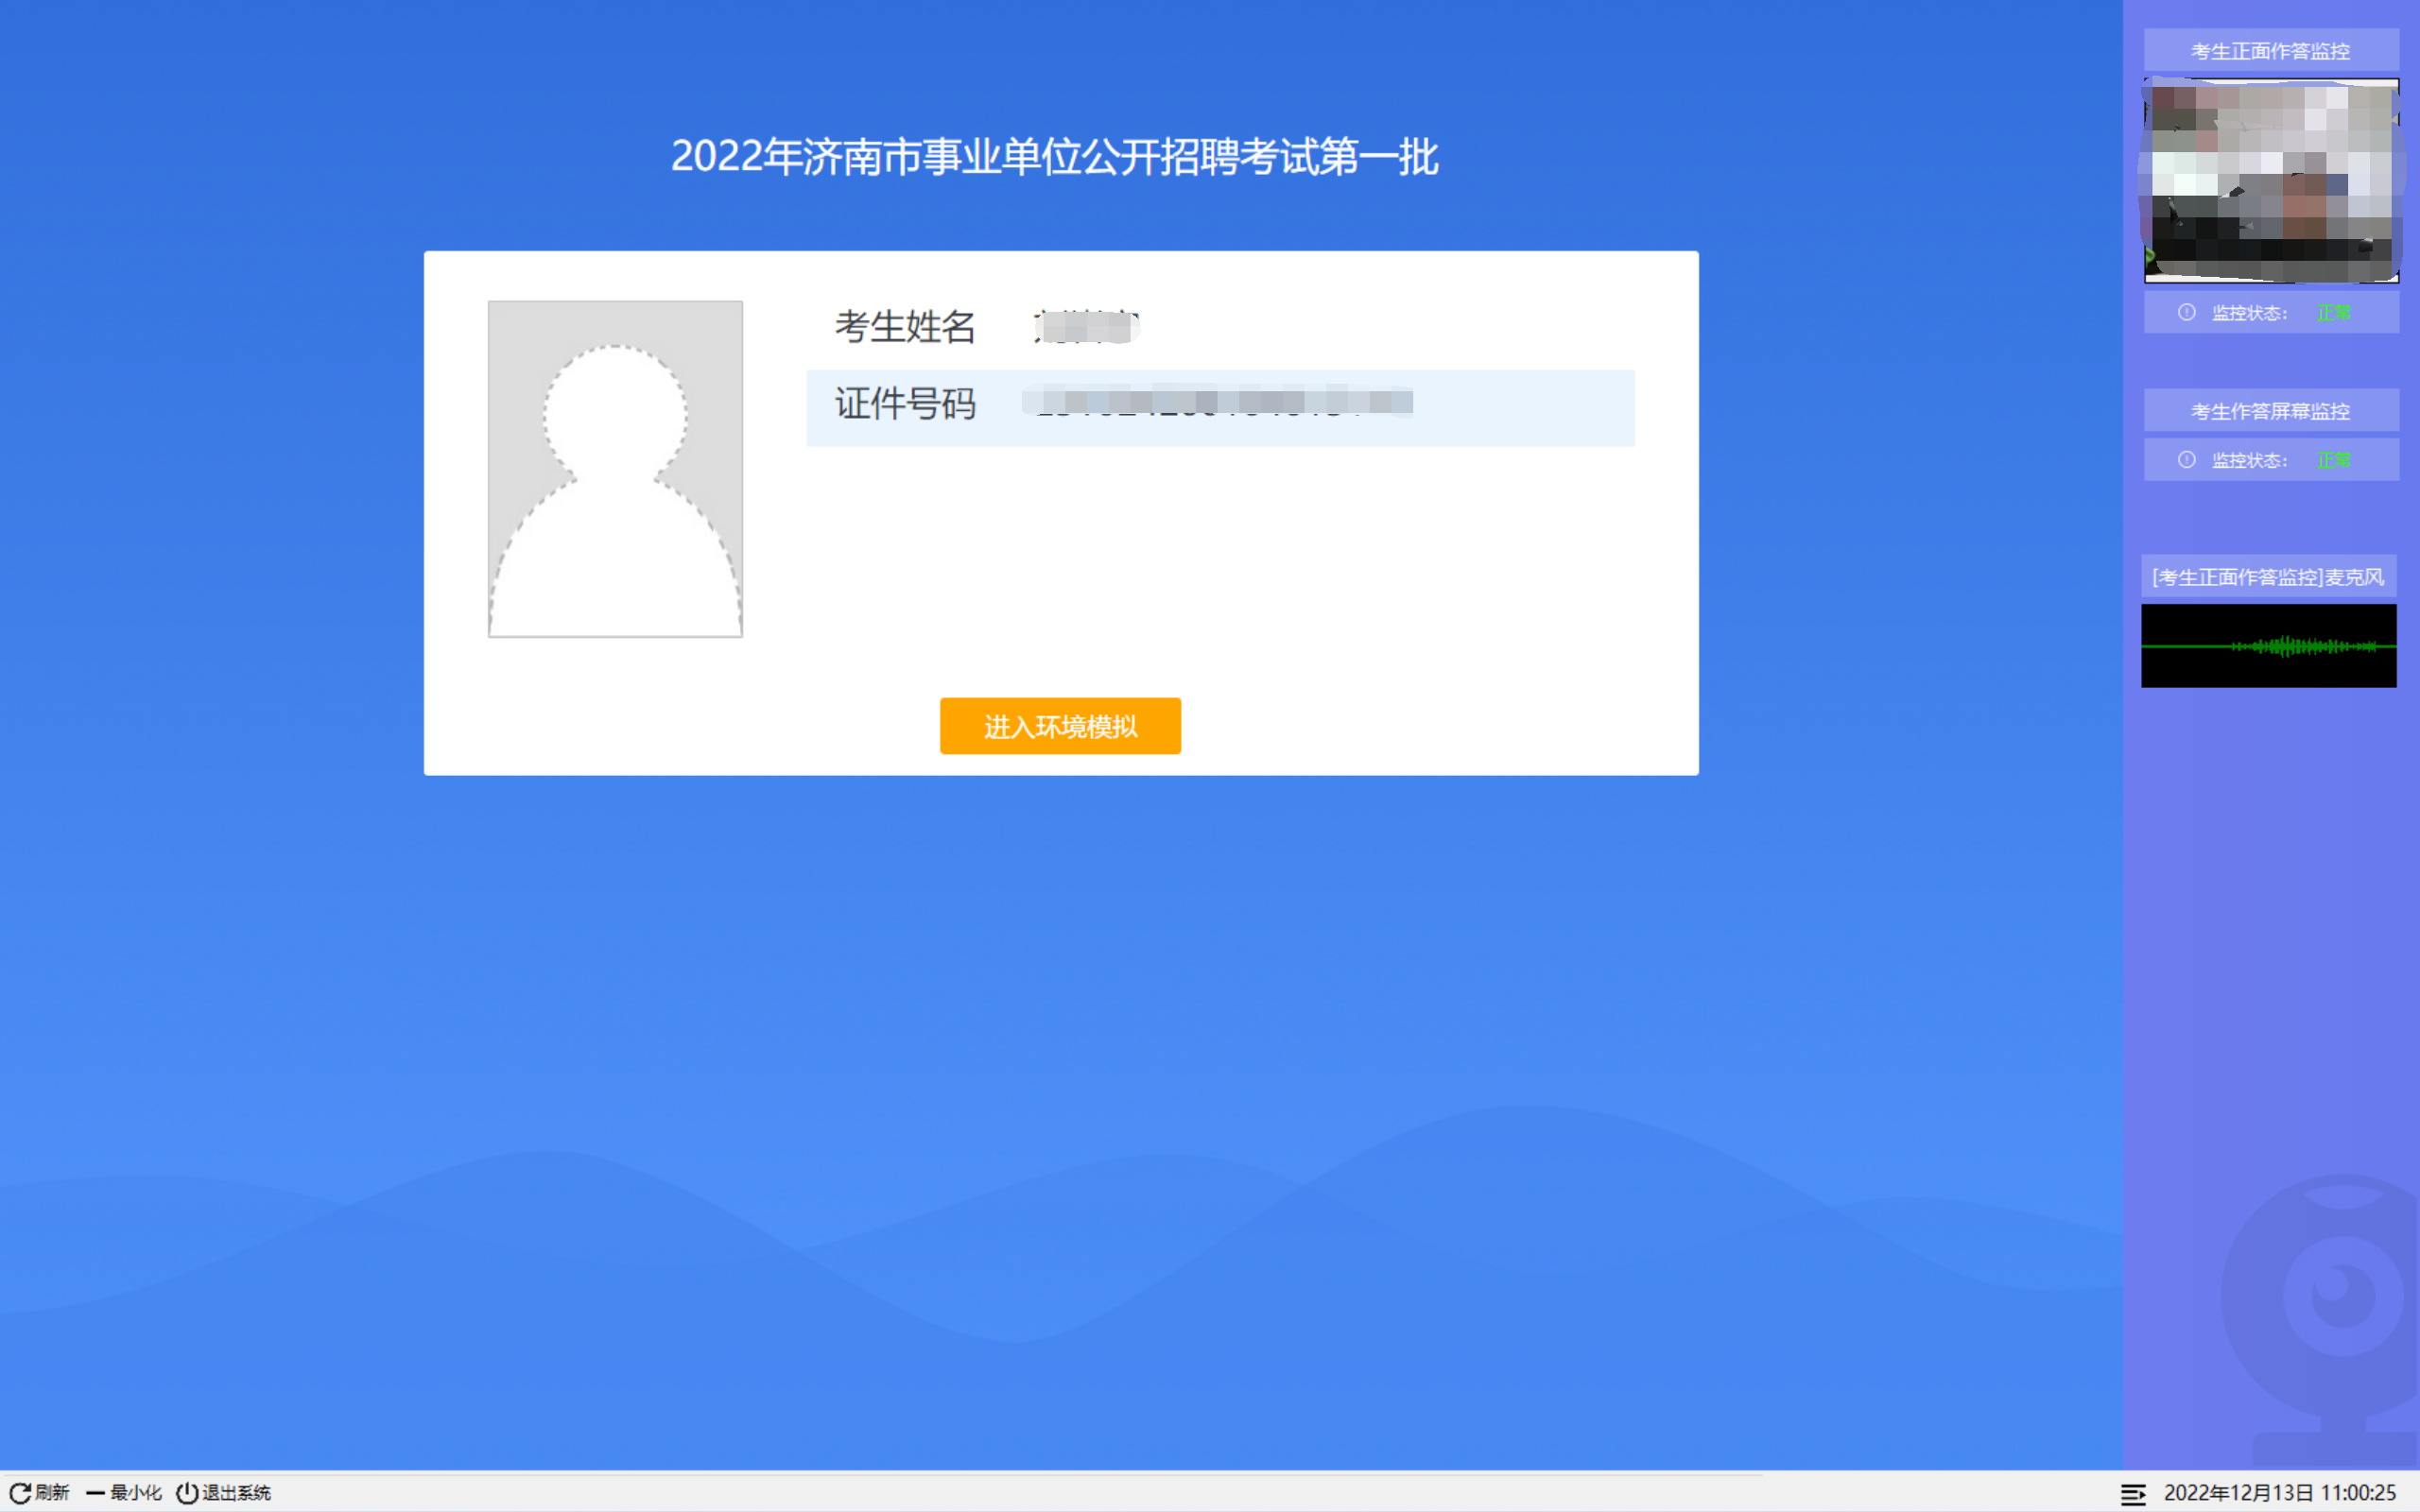 2022年济南市事业单位公开招聘考试第一批
考生姓名
证件号码
进入环境模拟
考生正面作答监控
监控状态： 正常
考生作答屏幕监控
监控状态： 正常
[考生正面作答监控]麦克风
刷新 最小化 退出系统
2022年12月13日 11:00:25